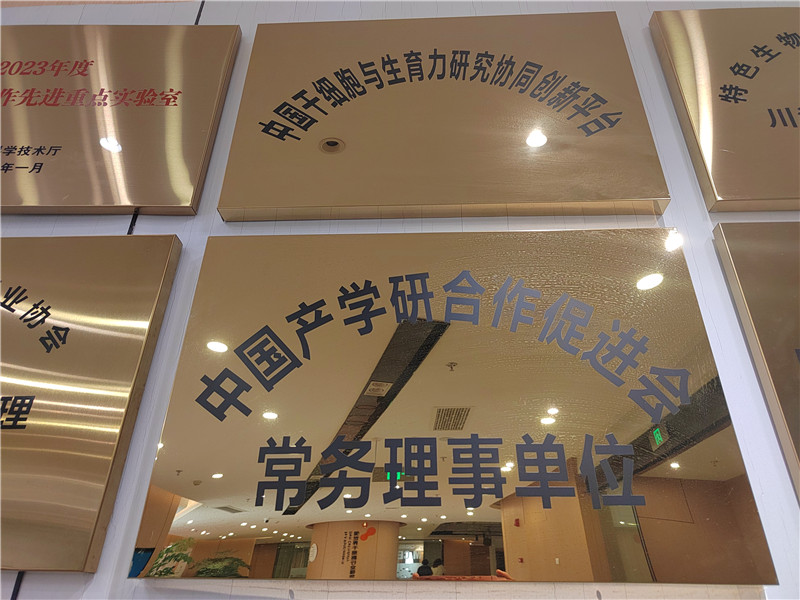 2023年度
作先进重点实验室
学技术厅
年一月
中国干细胞与生育力研究协同创新平台
特色生物
川
业协会
理
中国产学研合作促进会
常务理事单位